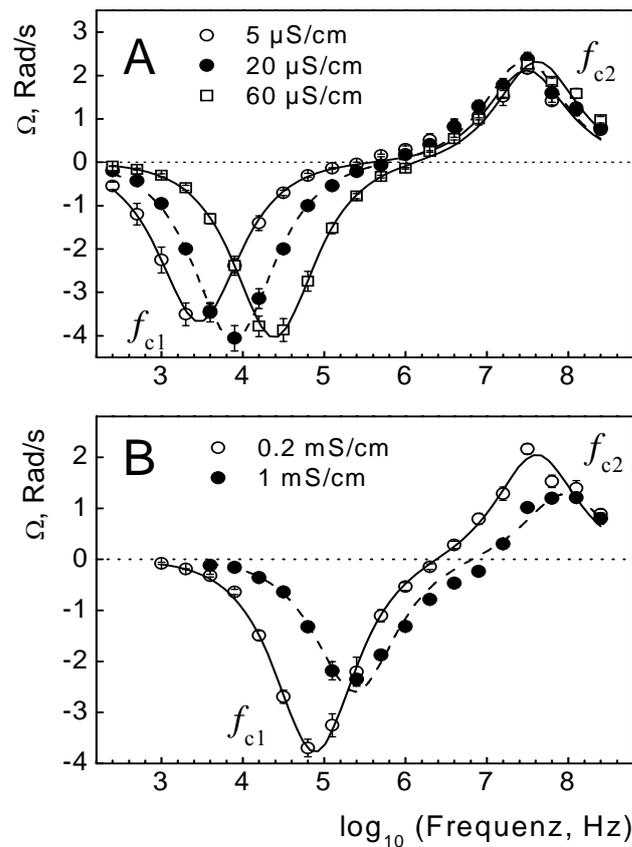 A
5 µS/cm
20 µS/cm
60 µS/cm
f_c2
f_c1
Ω, Rad/s
3
2
1
0
-1
-2
-3
-4
3 4 5 6 7 8
B
0.2 mS/cm
1 mS/cm
f_c2
f_c1
Ω, Rad/s
2
1
0
-1
-2
-3
-4
3 4 5 6 7 8
log₁₀ (Frequenz, Hz)